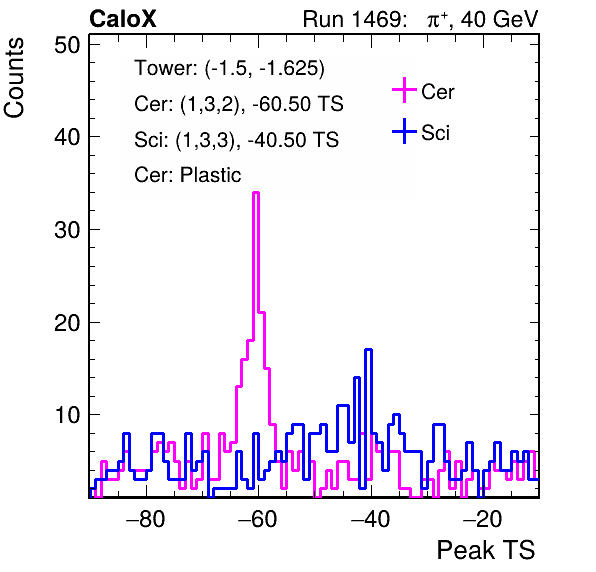 CaloX Run 1469: π⁺, 40 GeV
Counts
50
40
30
20
10
Tower: (-1.5, -1.625)
Cer: (1,3,2), -60.50 TS
Sci: (1,3,3), -40.50 TS
Cer: Plastic
Cer
Sci
−80 −60 −40 −20
Peak TS